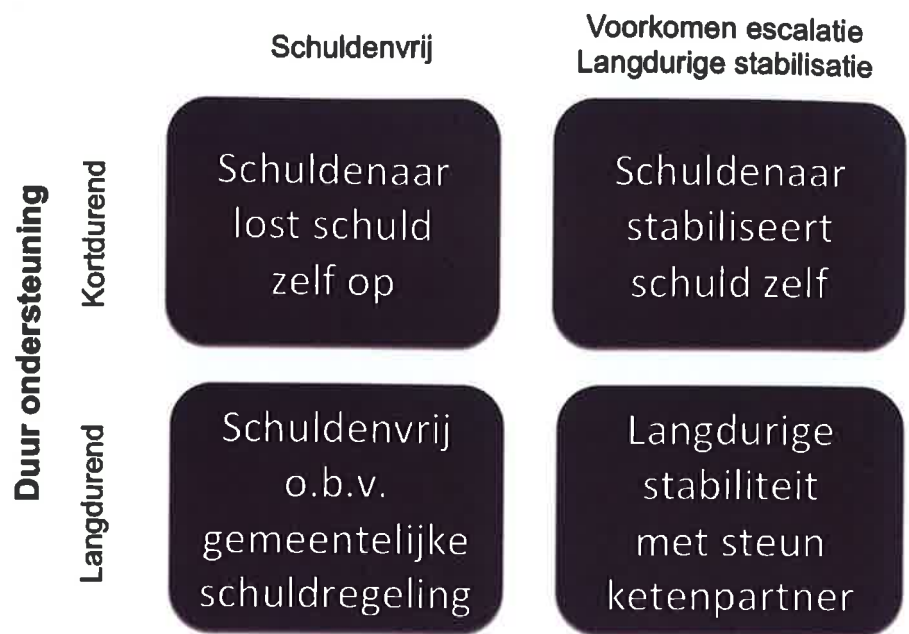 Schuldenvrij
Voorkomen escalatie
Langdurige stabilisatie
Duur ondersteuning
Kortdurend
Schuldenaar
lost schuld
zelf op
Schuldenaar
stabiliseert
schuld zelf
Langdurend
Schuldenvrij
o.b.v.
gemeentelijke
schuldregeling
Langdurige
stabiliteit
met steun
ketenpartner